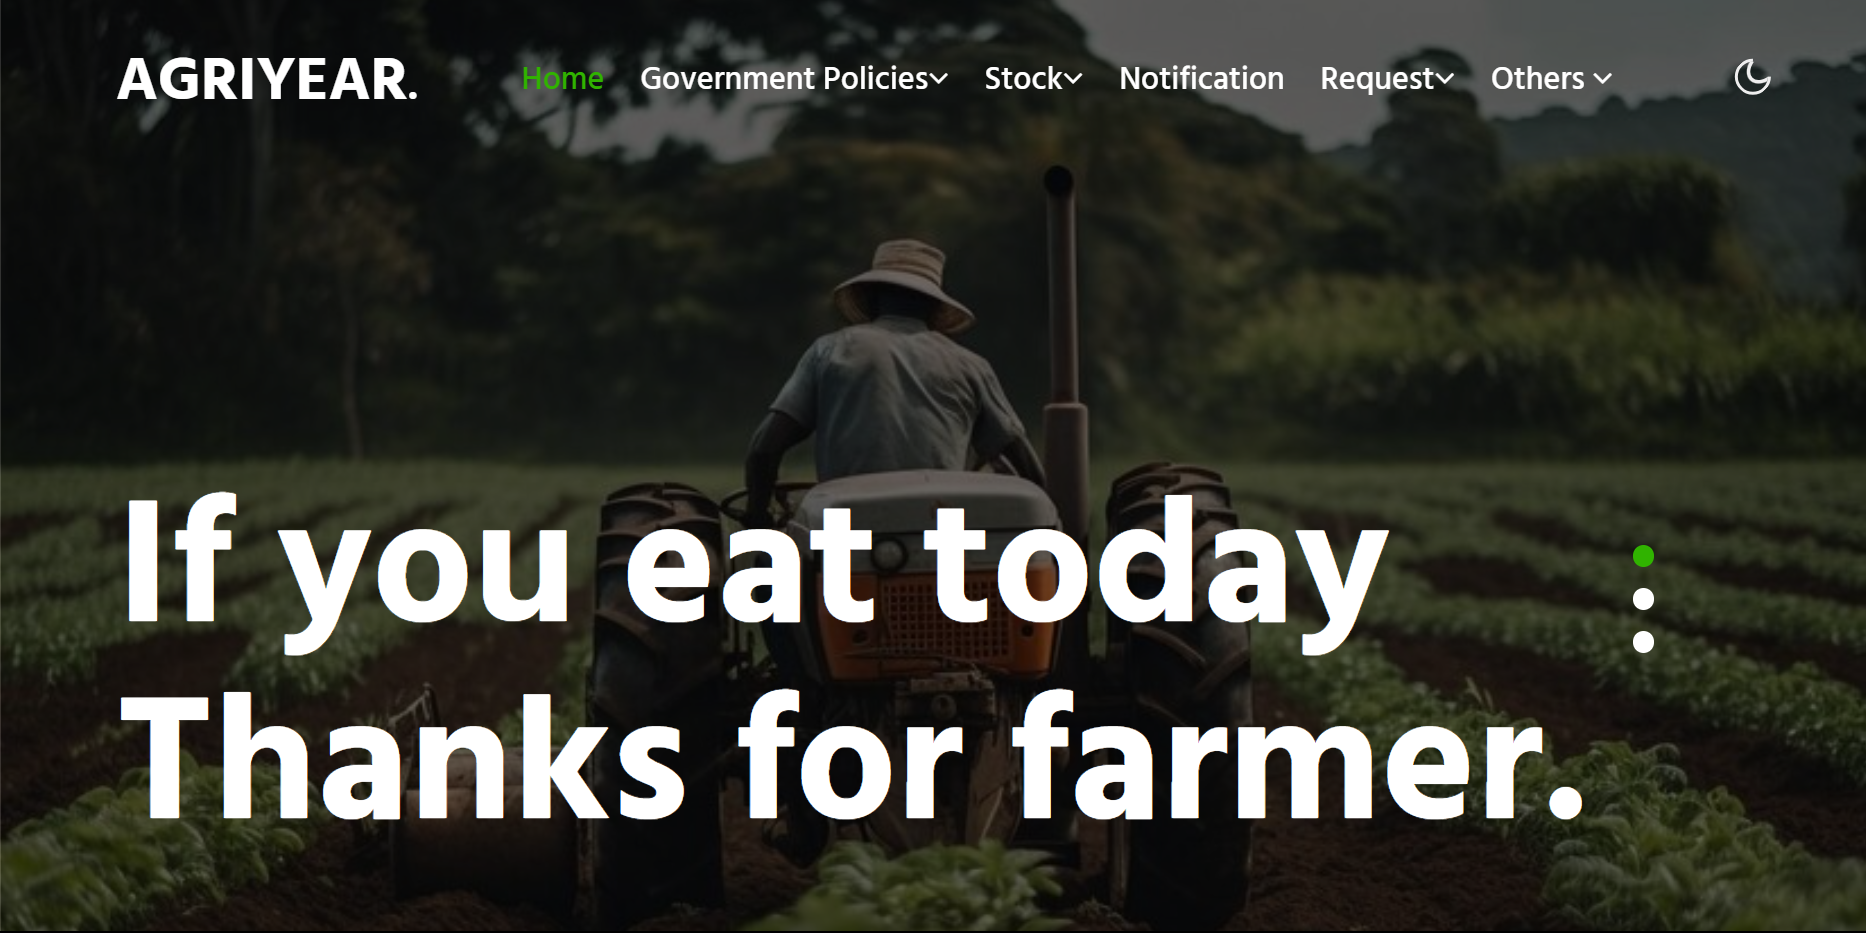 AGRIYEAR.
Home Government Policies Stock Notification Request Others
If you eat today
Thanks for farmer.